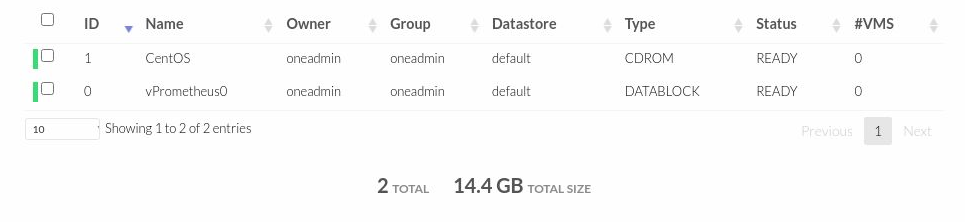 ID Name Owner Group Datastore Type Status #VMS
1 CentOS oneadmin oneadmin default CDROM READY 0
0 vPrometheus0 oneadmin oneadmin default DATABLOCK READY 0
10 Showing 1 to 2 of 2 entries Previous 1 Next
2 TOTAL 14.4 GB TOTAL SIZE